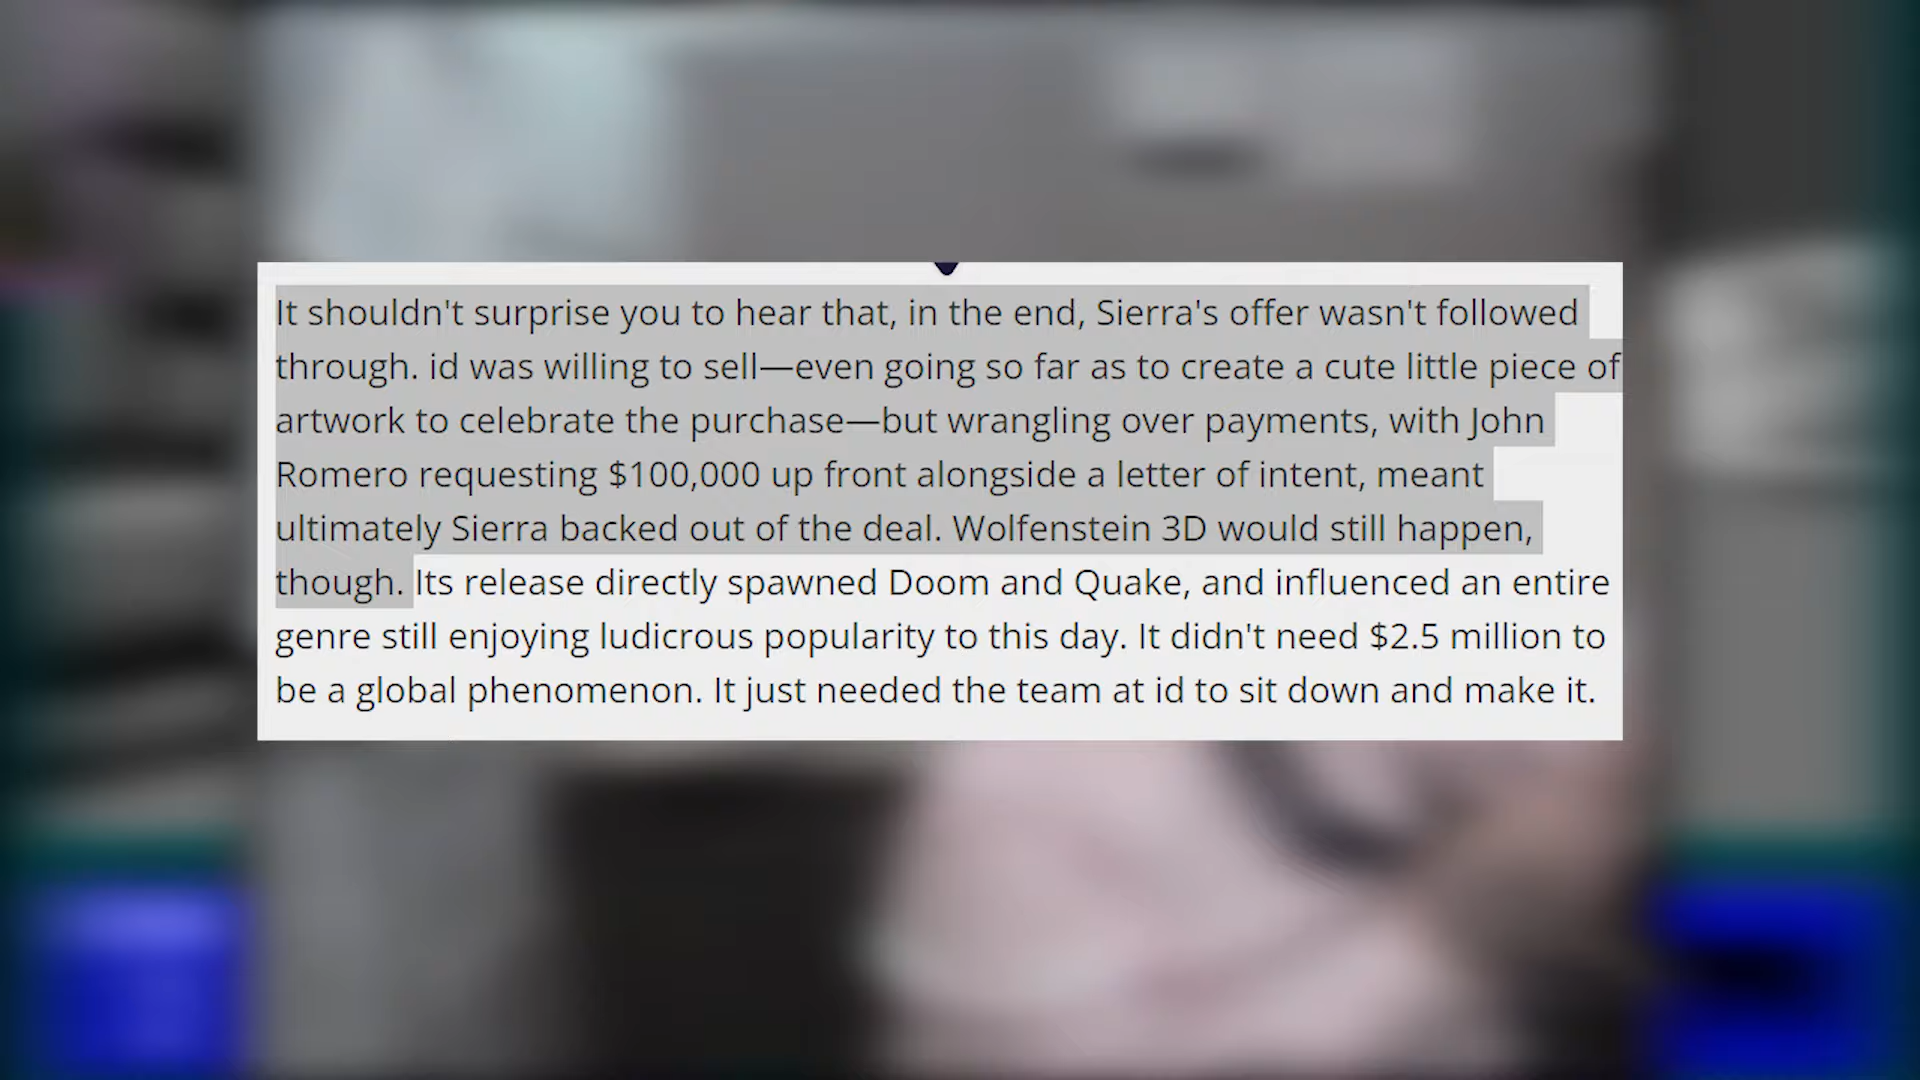 It shouldn't surprise you to hear that, in the end, Sierra's offer wasn't followed
through. id was willing to sell—even going so far as to create a cute little piece of
artwork to celebrate the purchase—but wrangling over payments, with John
Romero requesting $100,000 up front alongside a letter of intent, meant
ultimately Sierra backed out of the deal. Wolfenstein 3D would still happen,
though. Its release directly spawned Doom and Quake, and influenced an entire
genre still enjoying ludicrous popularity to this day. It didn't need $2.5 million to
be a global phenomenon. It just needed the team at id to sit down and make it.